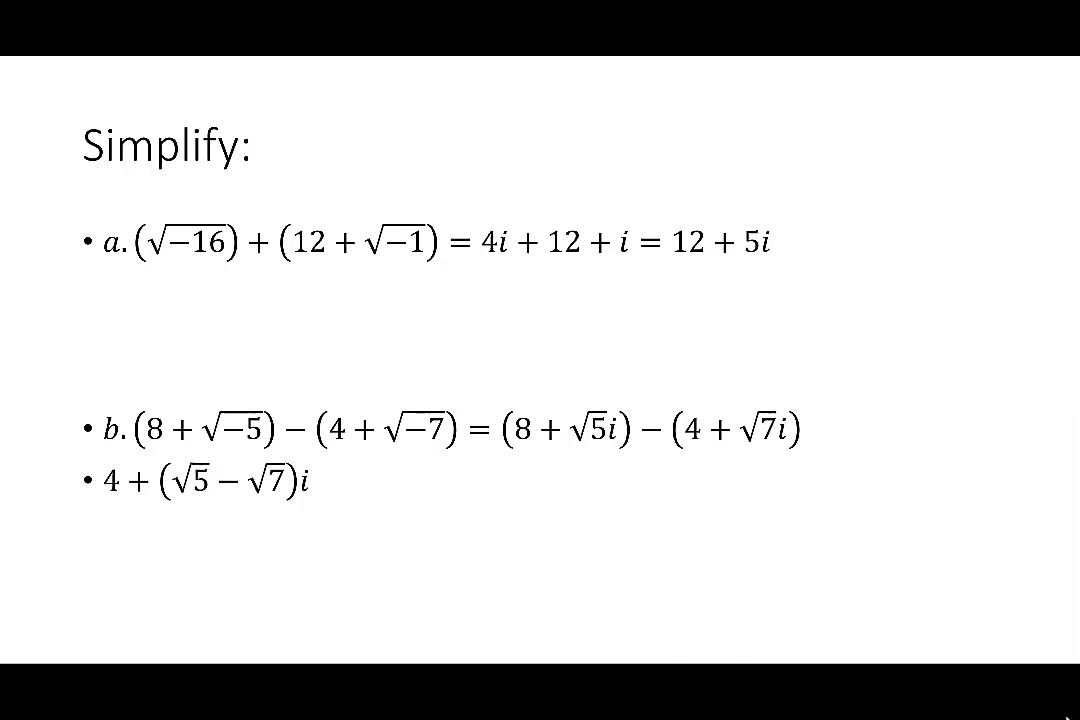 Simplify:
• a. (√−16) + (12 + √−1) = 4i + 12 + i = 12 + 5i
• b. (8 + √−5) − (4 + √−7) = (8 + √5i) − (4 + √7i)
• 4 + (√5 − √7)i